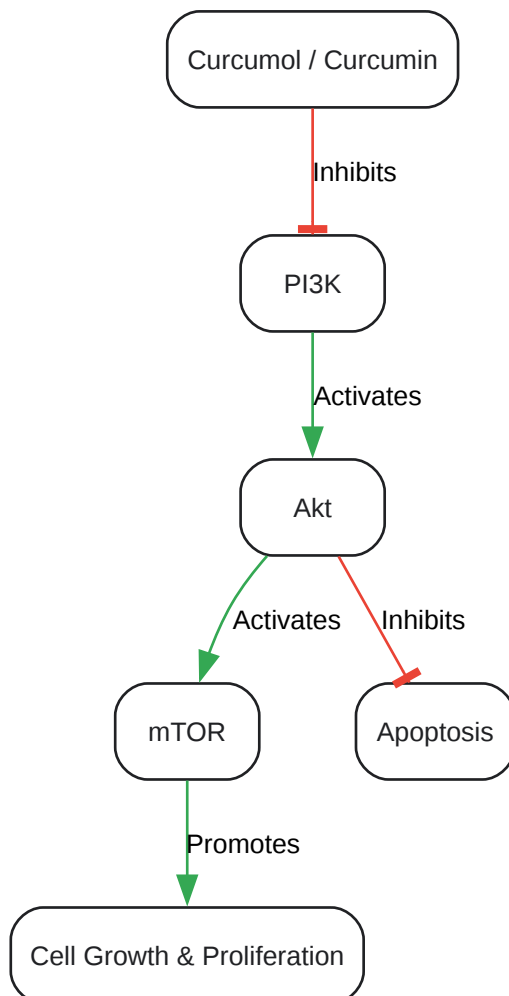 Curcumol / Curcumin
Inhibits
PI3K
Activates
Akt
Activates
Inhibits
mTOR
Apoptosis
Promotes
Cell Growth & Proliferation